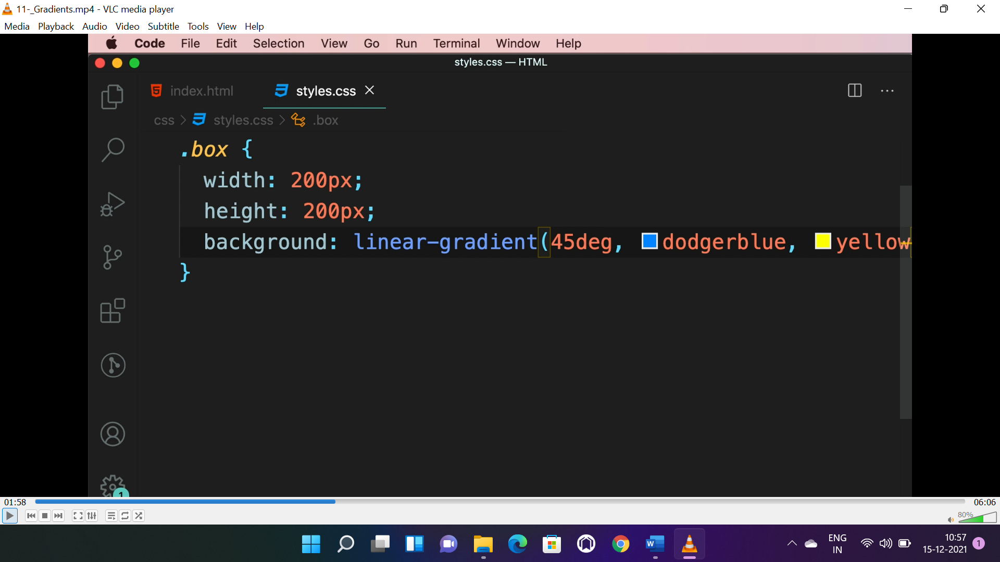 11-_Gradients.mp4 - VLC media player
Media Playback Audio Video Subtitle Tools View Help
Code File Edit Selection View Go Run Terminal Window Help
styles.css — HTML
index.html styles.css
css > styles.css > .box
.box {
width: 200px;
height: 200px;
background: linear-gradient(45deg, dodgerblue, yellow
}
1
01:58 06:06
80%
W
ENG
IN
10:57
15-12-2021
1